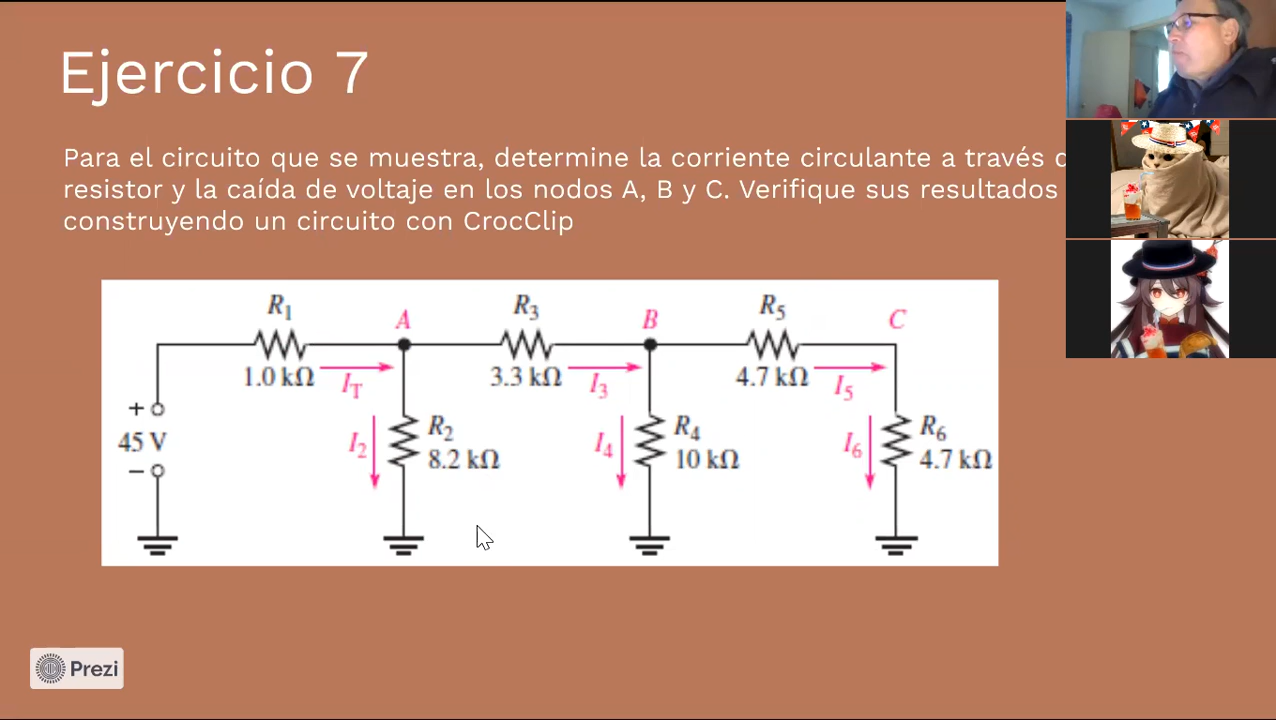 Ejercicio 7
Para el circuito que se muestra, determine la corriente circulante a través
resistor y la caída de voltaje en los nodos A, B y C. Verifique sus resultados
construyendo un circuito con CrocClip
R1 A R3 B R5 C
1.0 kΩ IT 3.3 kΩ I3 4.7 kΩ I5
+
45 V
−
I2 R2 8.2 kΩ
I4 R4 10 kΩ
I6 R6 4.7 kΩ
Prezi